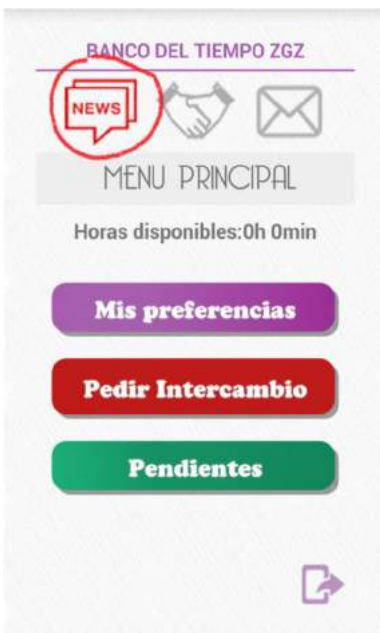 BANCO DEL TIEMPO ZGZ
NEWS
MENU PRINCIPAL
Horas disponibles:0h 0min
Mis preferencias
Pedir Intercambio
Pendientes